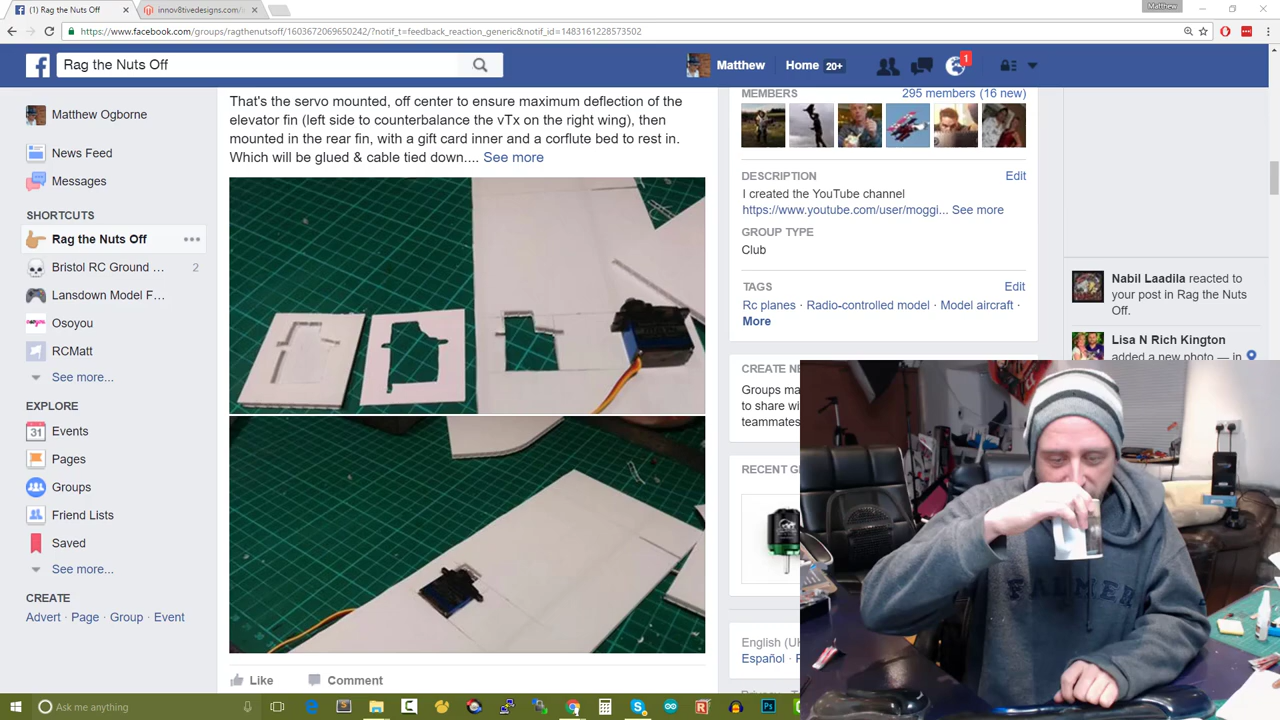 (1) Rag the Nuts Off
innov8tivedesigns.com/i
Matthew
https://www.facebook.com/groups/ragthenutsoff/1603672069650242/?notif_t=feedback_reaction_generic&notif_id=1483161228573502
Rag the Nuts Off
Matthew
Home 20+
1
Matthew Ogborne
News Feed
Messages
SHORTCUTS
Rag the Nuts Off
Bristol RC Ground ...
2
Lansdown Model F...
Osoyou
RCMatt
See more...
EXPLORE
31 Events
Pages
Groups
Friend Lists
Saved
See more...
CREATE
Advert · Page · Group · Event
That's the servo mounted, off center to ensure maximum deflection of the
elevator fin (left side to counterbalance the vTx on the right wing), then
mounted in the rear fin, with a gift card inner and a corflute bed to rest in.
Which will be glued & cable tied down.... See more
Like
Comment
MEMBERS
295 members (16 new)
DESCRIPTION
Edit
I created the YouTube channel
https://www.youtube.com/user/moggi... See more
GROUP TYPE
Club
TAGS
Edit
Rc planes · Radio-controlled model · Model aircraft ·
More
CREATE NE
Groups ma
to share wi
teammates
RECENT G
English (U
Español ·
Nabil Laadila reacted to
your post in Rag the Nuts
Off.
Lisa N Rich Kington
added a new photo — in
PALMER
Ask me anything